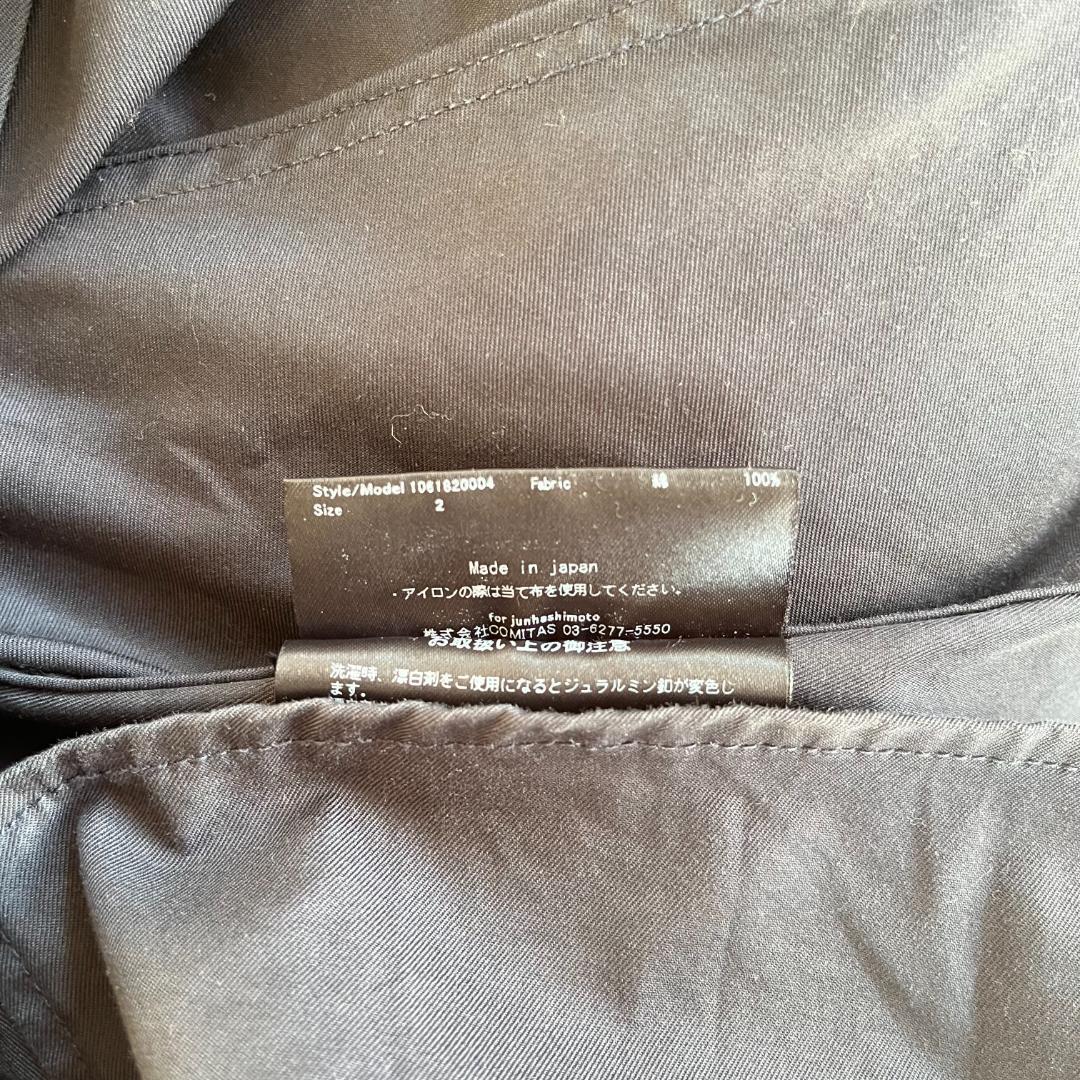 Style/Model 1061820004 Fabric 綿 100%
Size 2
Made in japan
・アイロンの際は当て布を使用してください。
for junhashimoto
株式会社COMITAS 03-6277-5550
お取扱い上の御注意
洗濯時、漂白剤をご使用になるとジュラルミン釦が変色し
ます。